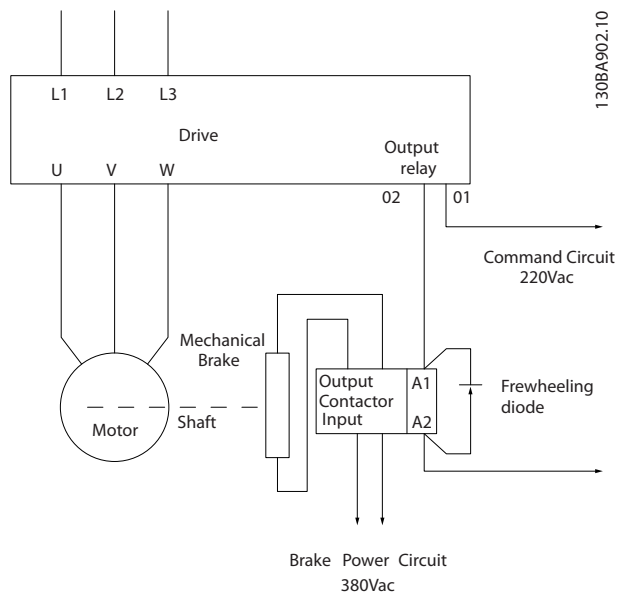 130BA902.10
L1 L2 L3
Drive
Output
relay
U V W
02 01
Command Circuit
220Vac
Mechanical
Brake
Output
Contactor
Input
A1
A2
Frewheeling
diode
Shaft
Motor
Brake Power Circuit
380Vac